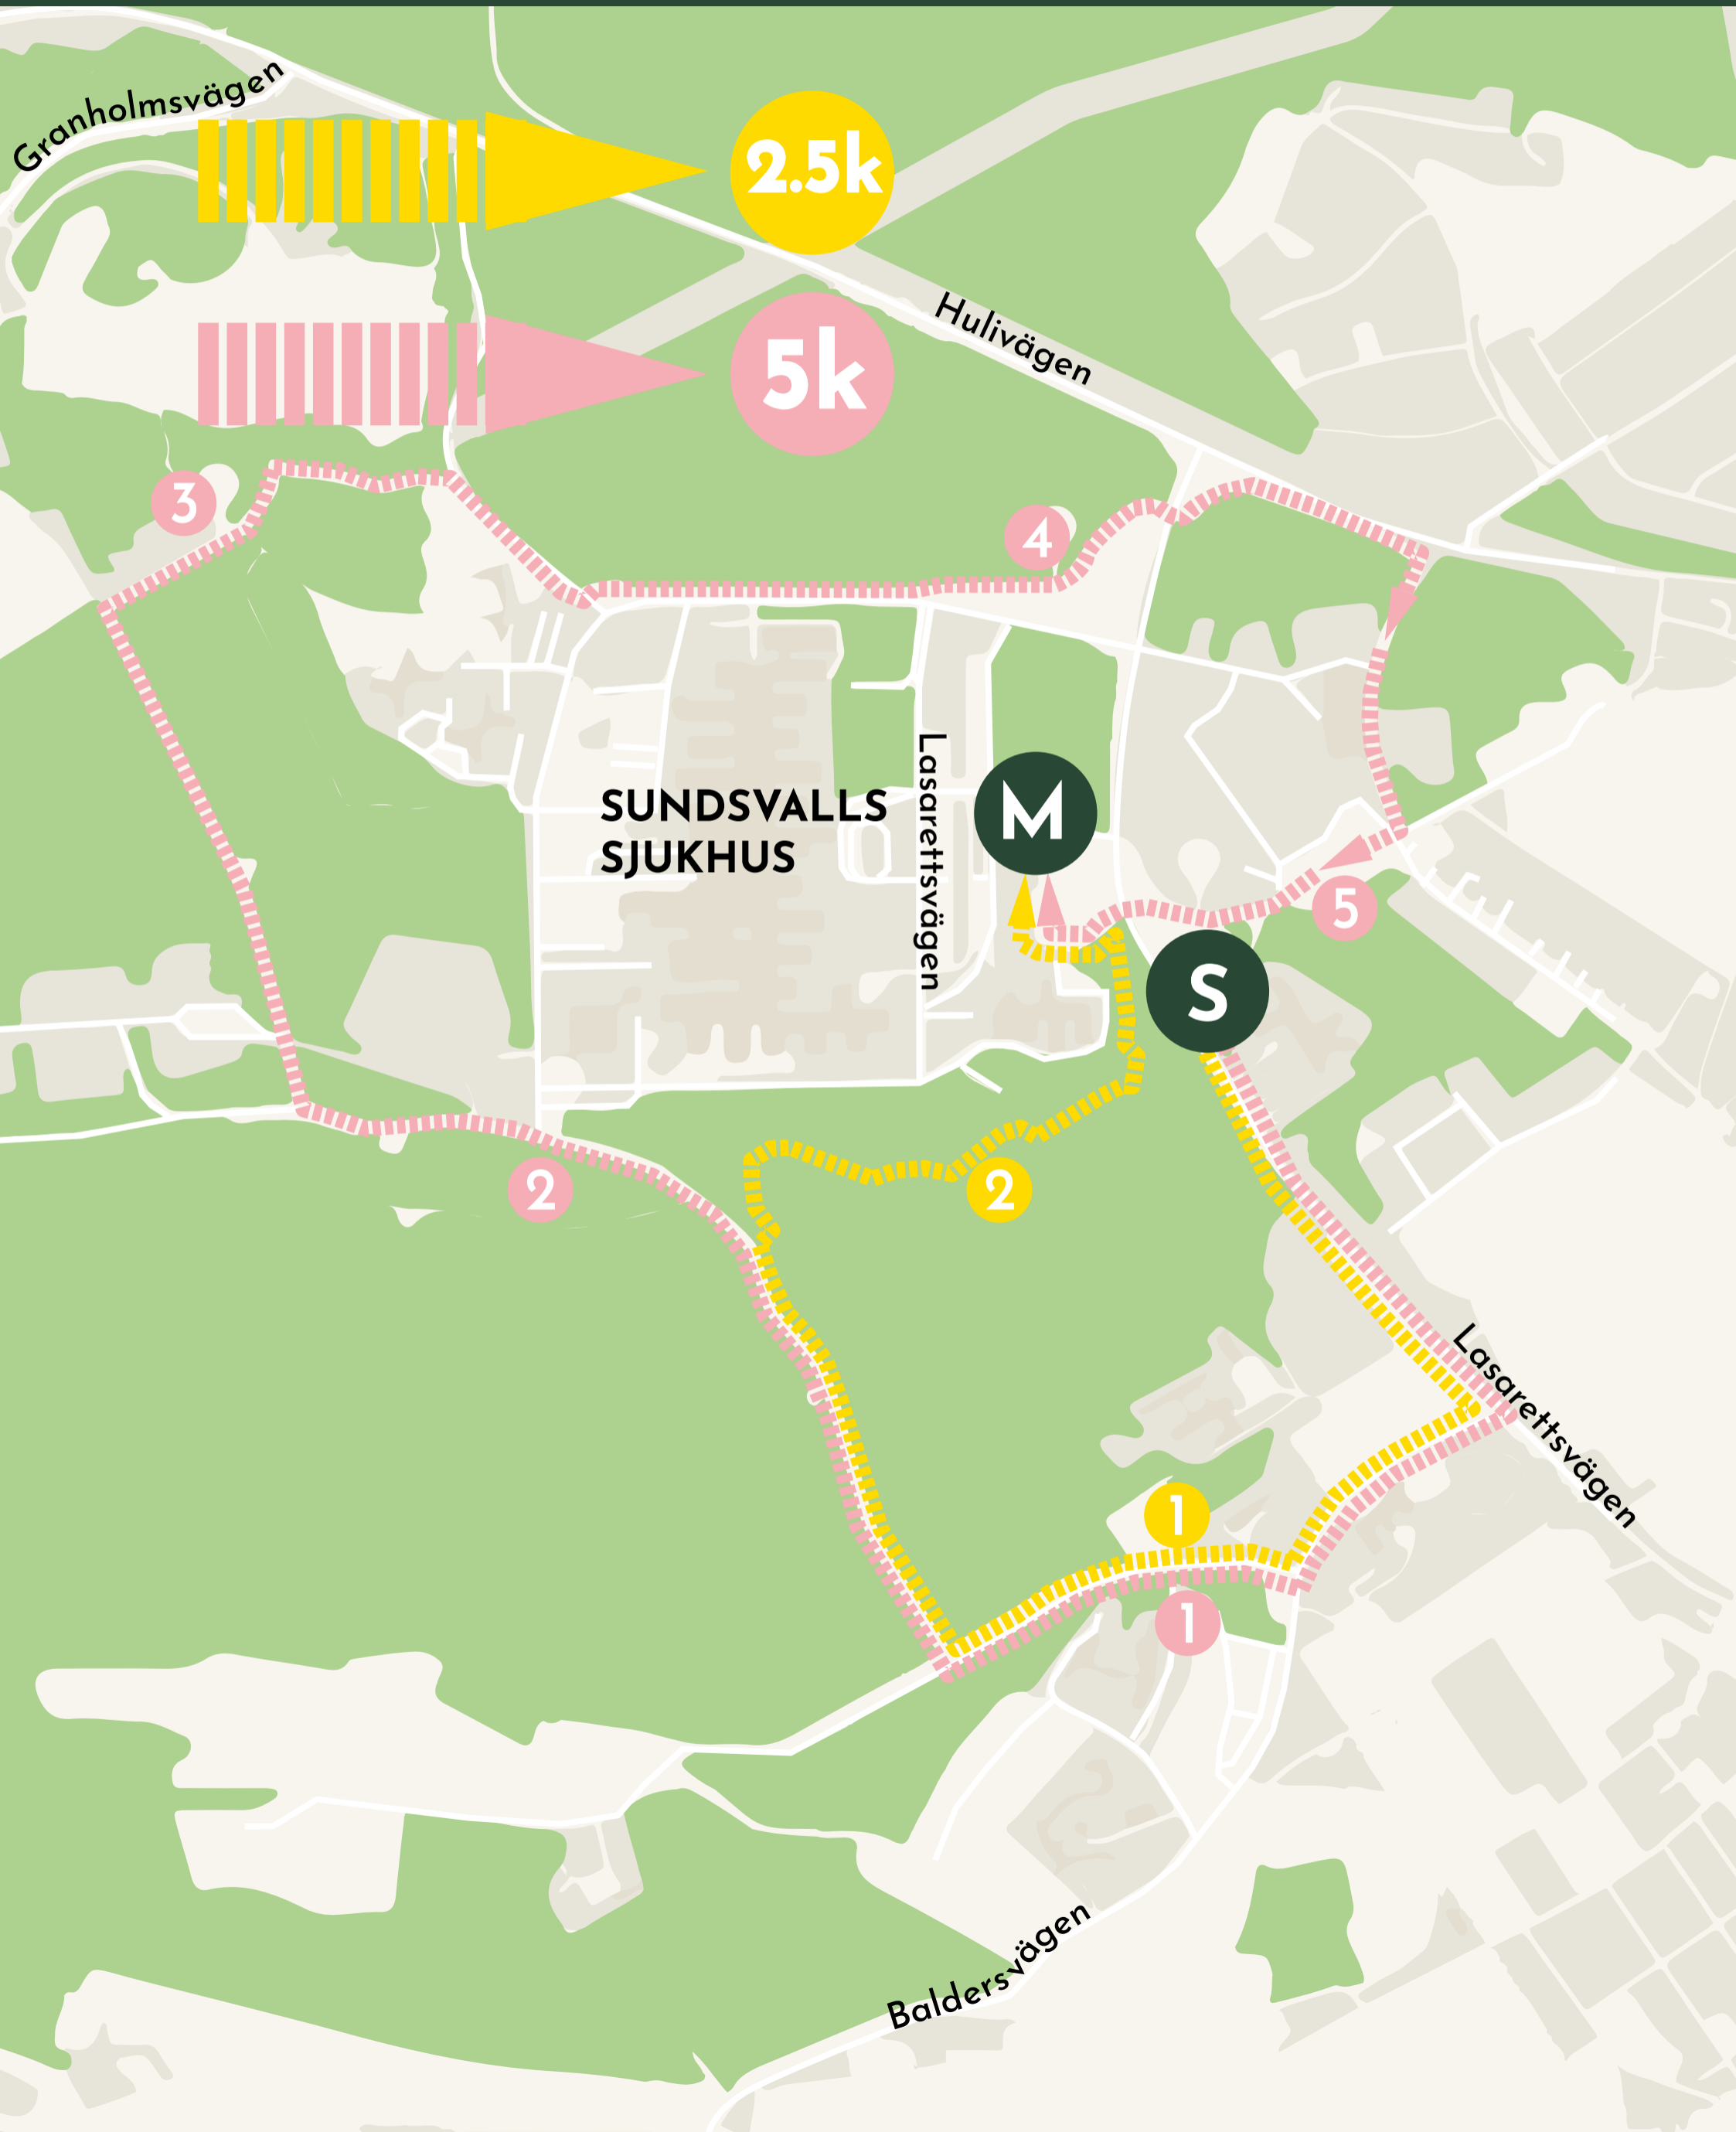 Granholmsvägen
2.5k
Hulivägen
5k
3
4
Lasarettsvägen
M
SUNDSVALLS
SJUKHUS
5
S
2
2
Lasarettsvägen
1
1
Baldersvägen